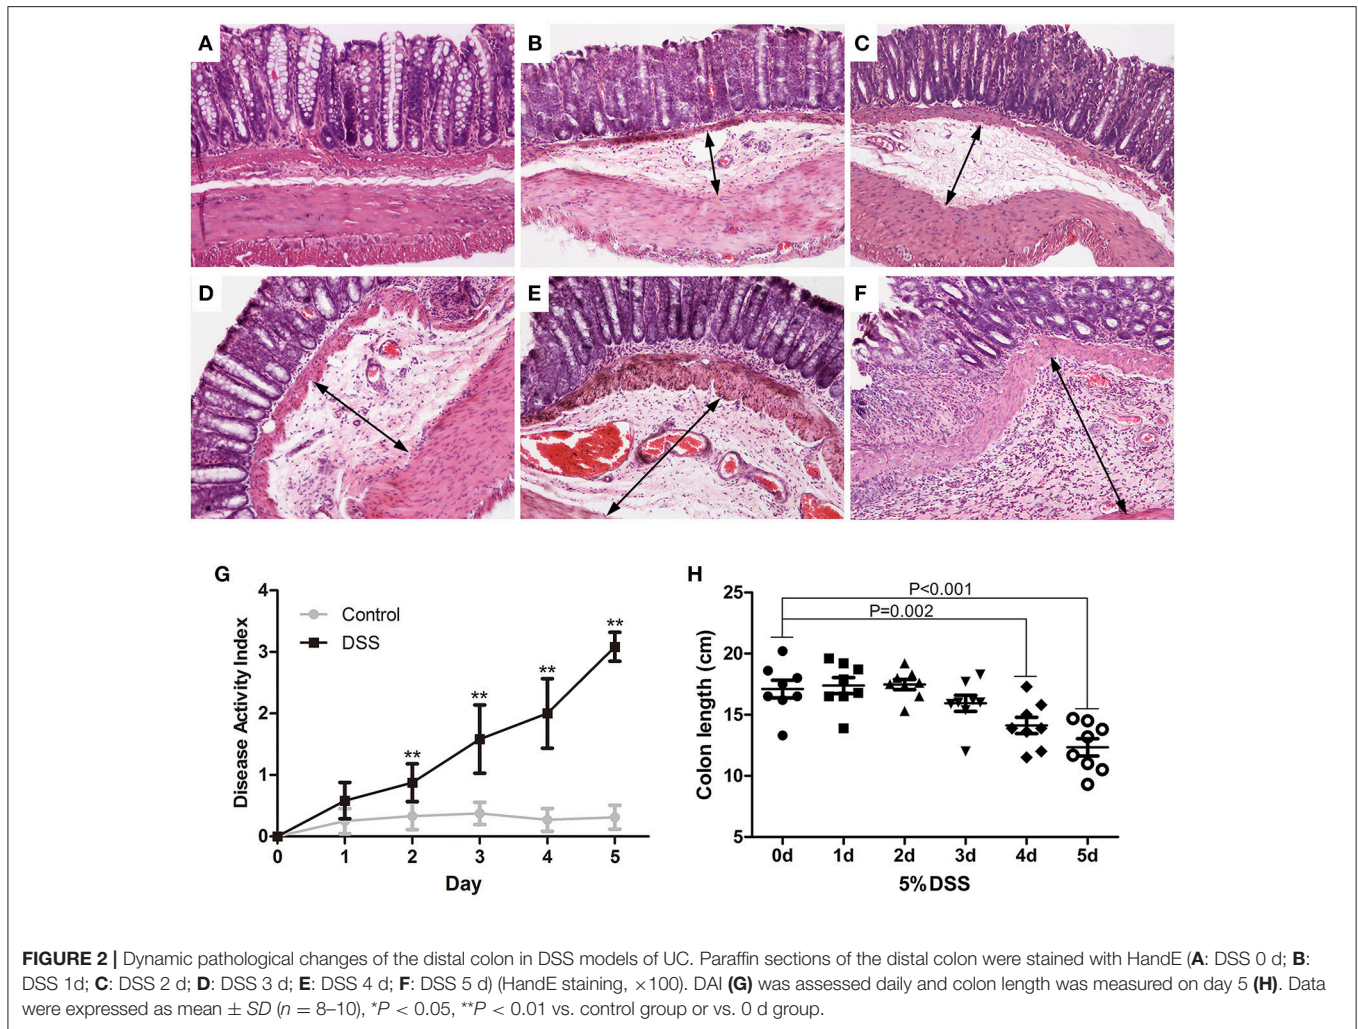 A
B
C
D
E
F
G
4
3
2
1
0
Disease Activity Index
Control
DSS
**
**
**
**
0 1 2 3 4 5
Day
H
25
20
15
10
5
Colon length (cm)
P<0.001
P=0.002
0d 1d 2d 3d 4d 5d
5% DSS
FIGURE 2 | Dynamic pathological changes of the distal colon in DSS models of UC. Paraffin sections of the distal colon were stained with HandE (A: DSS 0 d; B:
DSS 1d; C: DSS 2 d; D: DSS 3 d; E: DSS 4 d; F: DSS 5 d) (HandE staining, ×100). DAI (G) was assessed daily and colon length was measured on day 5 (H). Data
were expressed as mean ± SD (n = 8–10), *P < 0.05, **P < 0.01 vs. control group or vs. 0 d group.